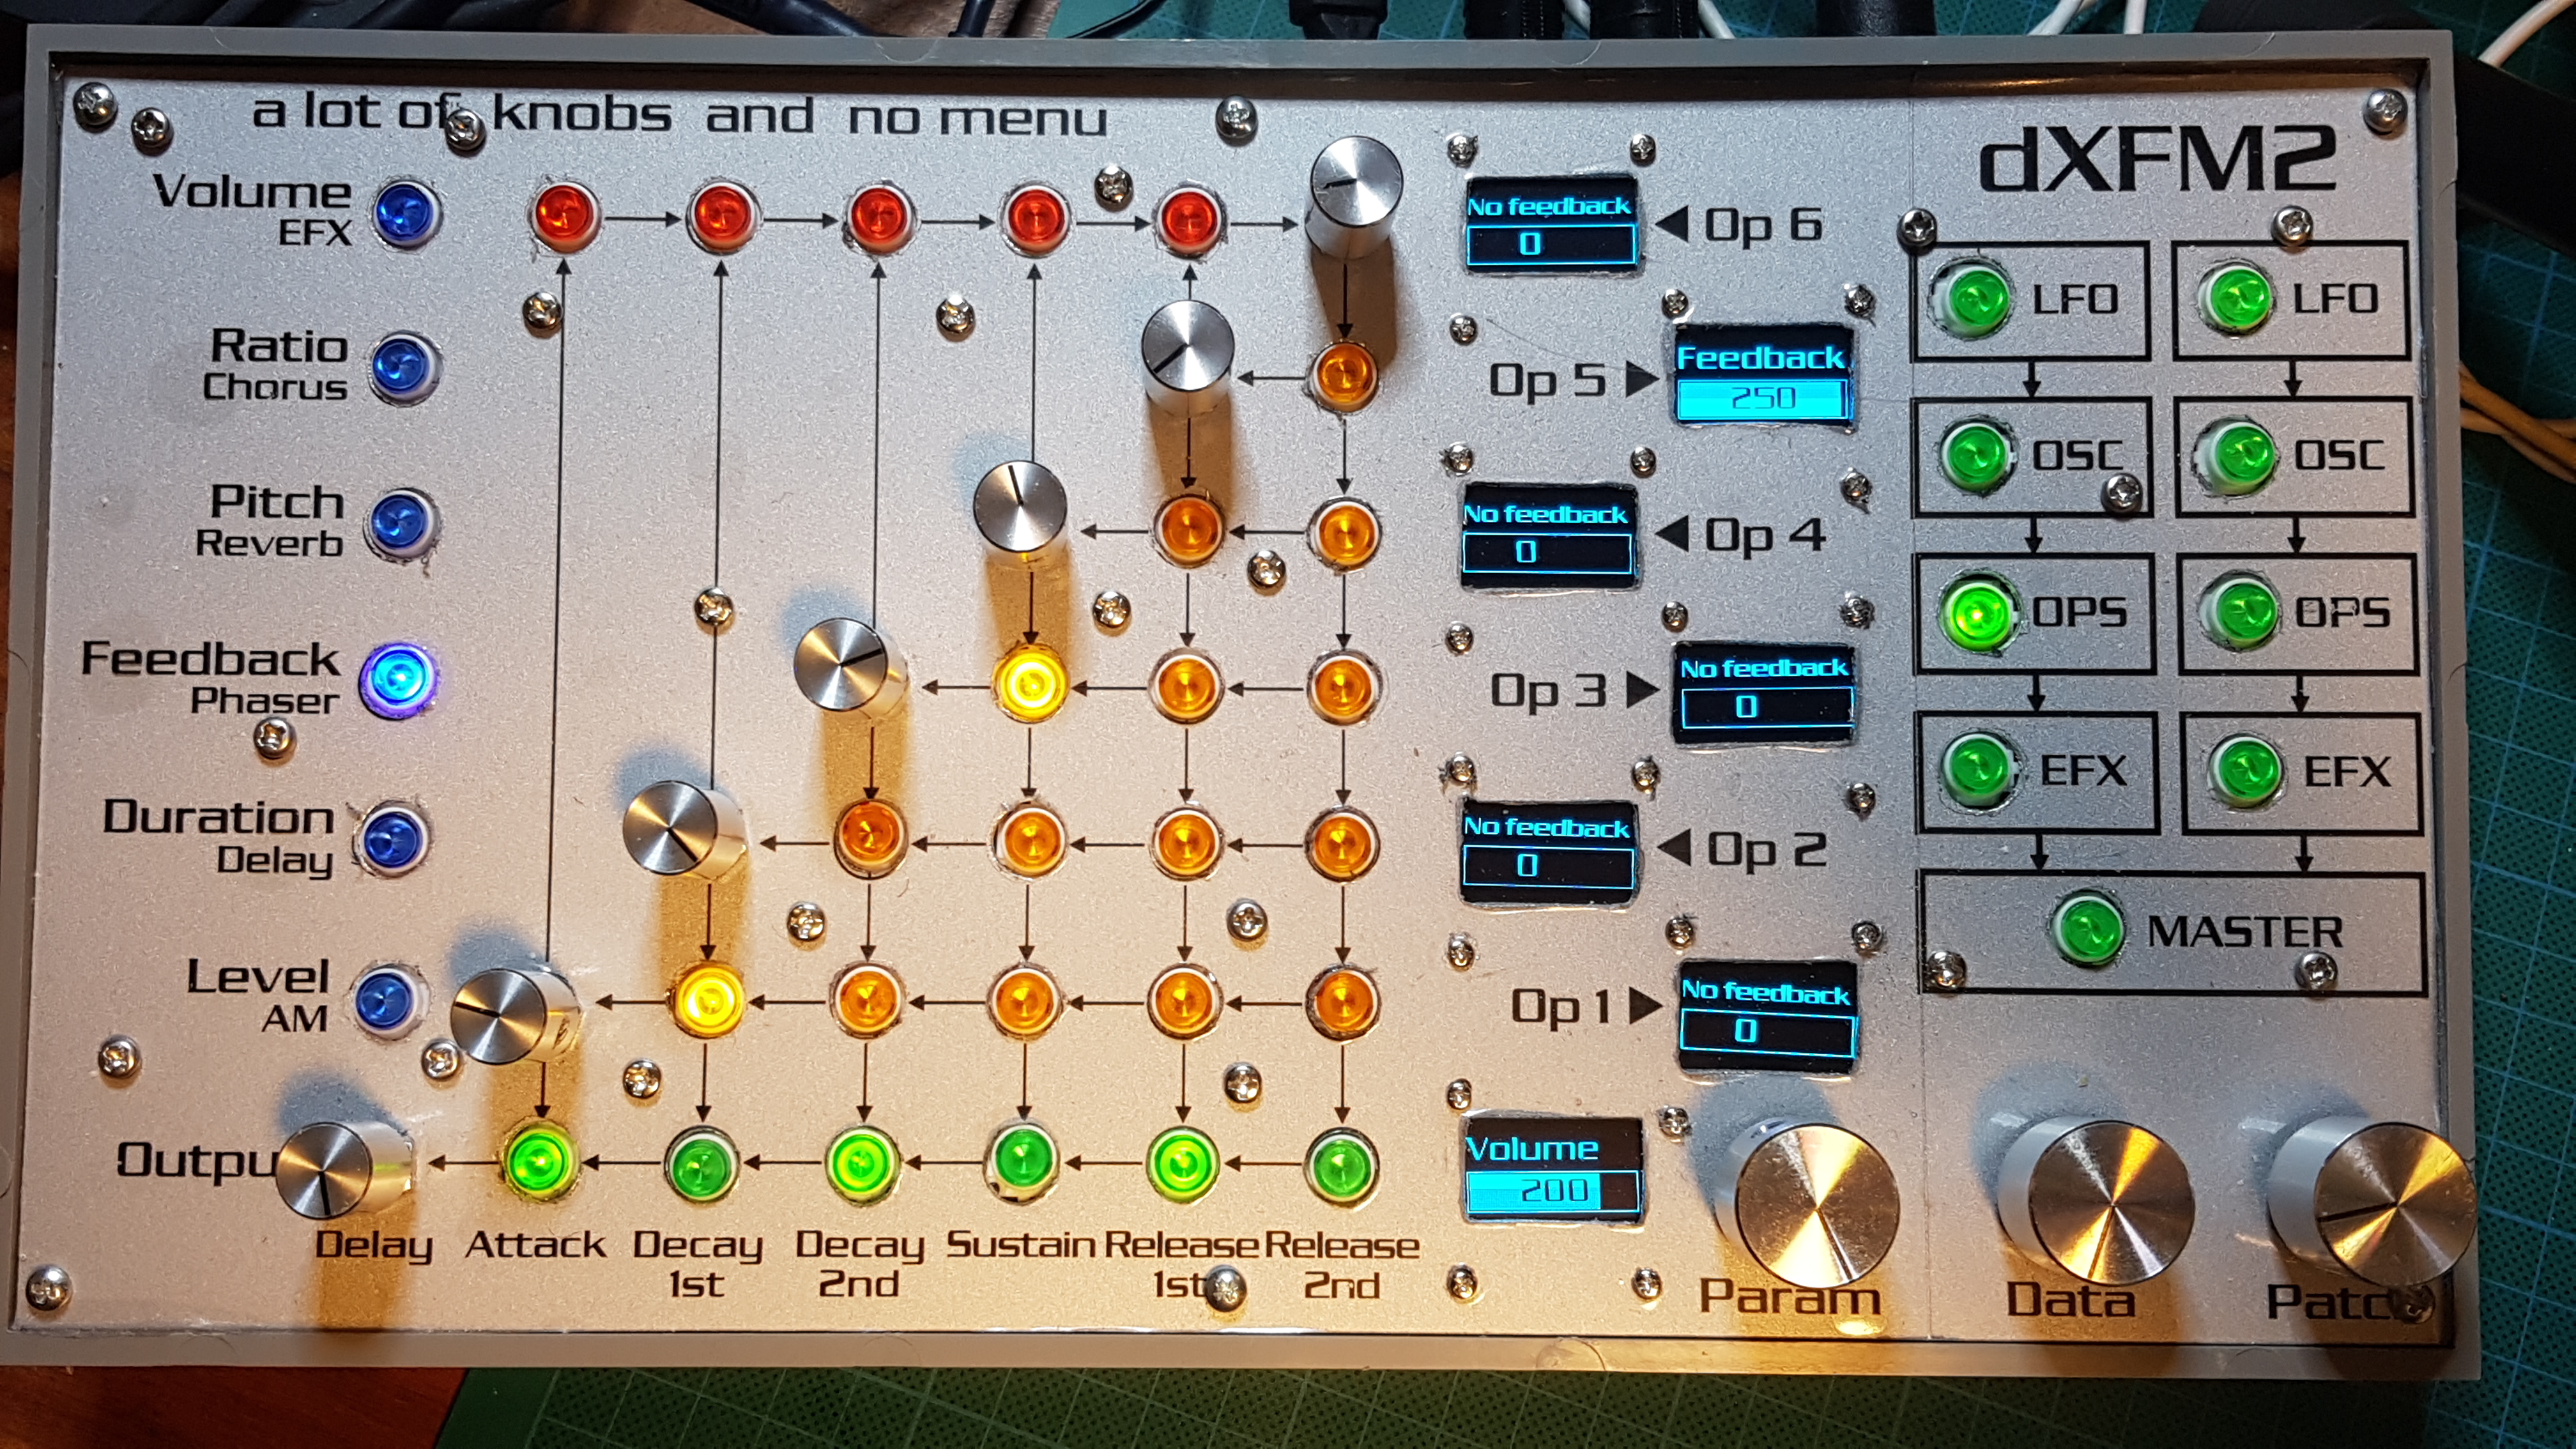 a lot of knobs and no menu
dXFM2
Volume
EFX
Ratio
Chorus
Pitch
Reverb
Feedback
Phaser
Duration
Delay
Level
AM
Output
Delay
Attack
Decay
1st
Decay
2nd
Sustain
Release
1st
Release
2nd
No feedback
0
Op 6
Op 5
Feedback
250
No feedback
0
Op 4
Op 3
No feedback
0
No feedback
0
Op 2
Op 1
No feedback
0
Volume
200
LFO
LFO
OSC
OSC
OPS
OPS
EFX
EFX
MASTER
Param
Data
Patch